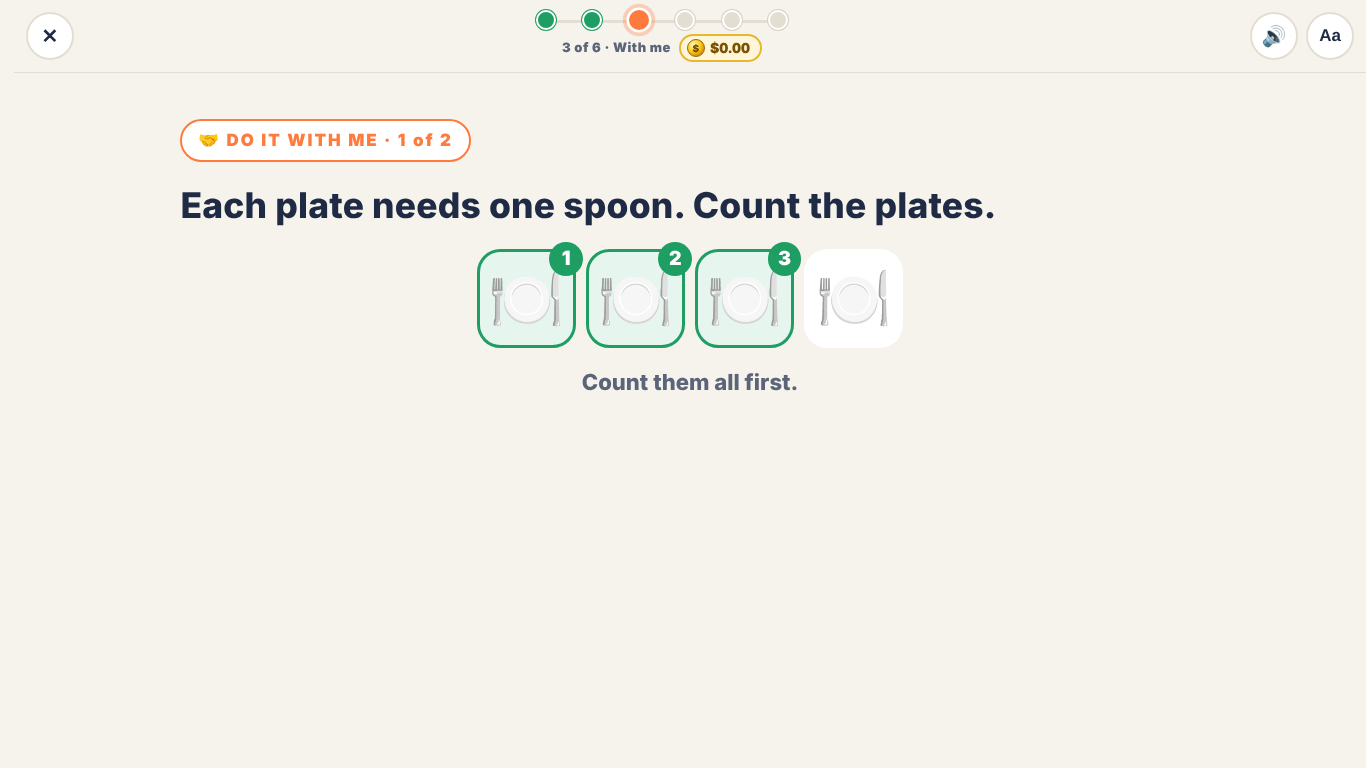 ✕
3 of 6 · With me
$ $0.00
Aa
DO IT WITH ME · 1 of 2
Each plate needs one spoon. Count the plates.
1 2 3
Count them all first.